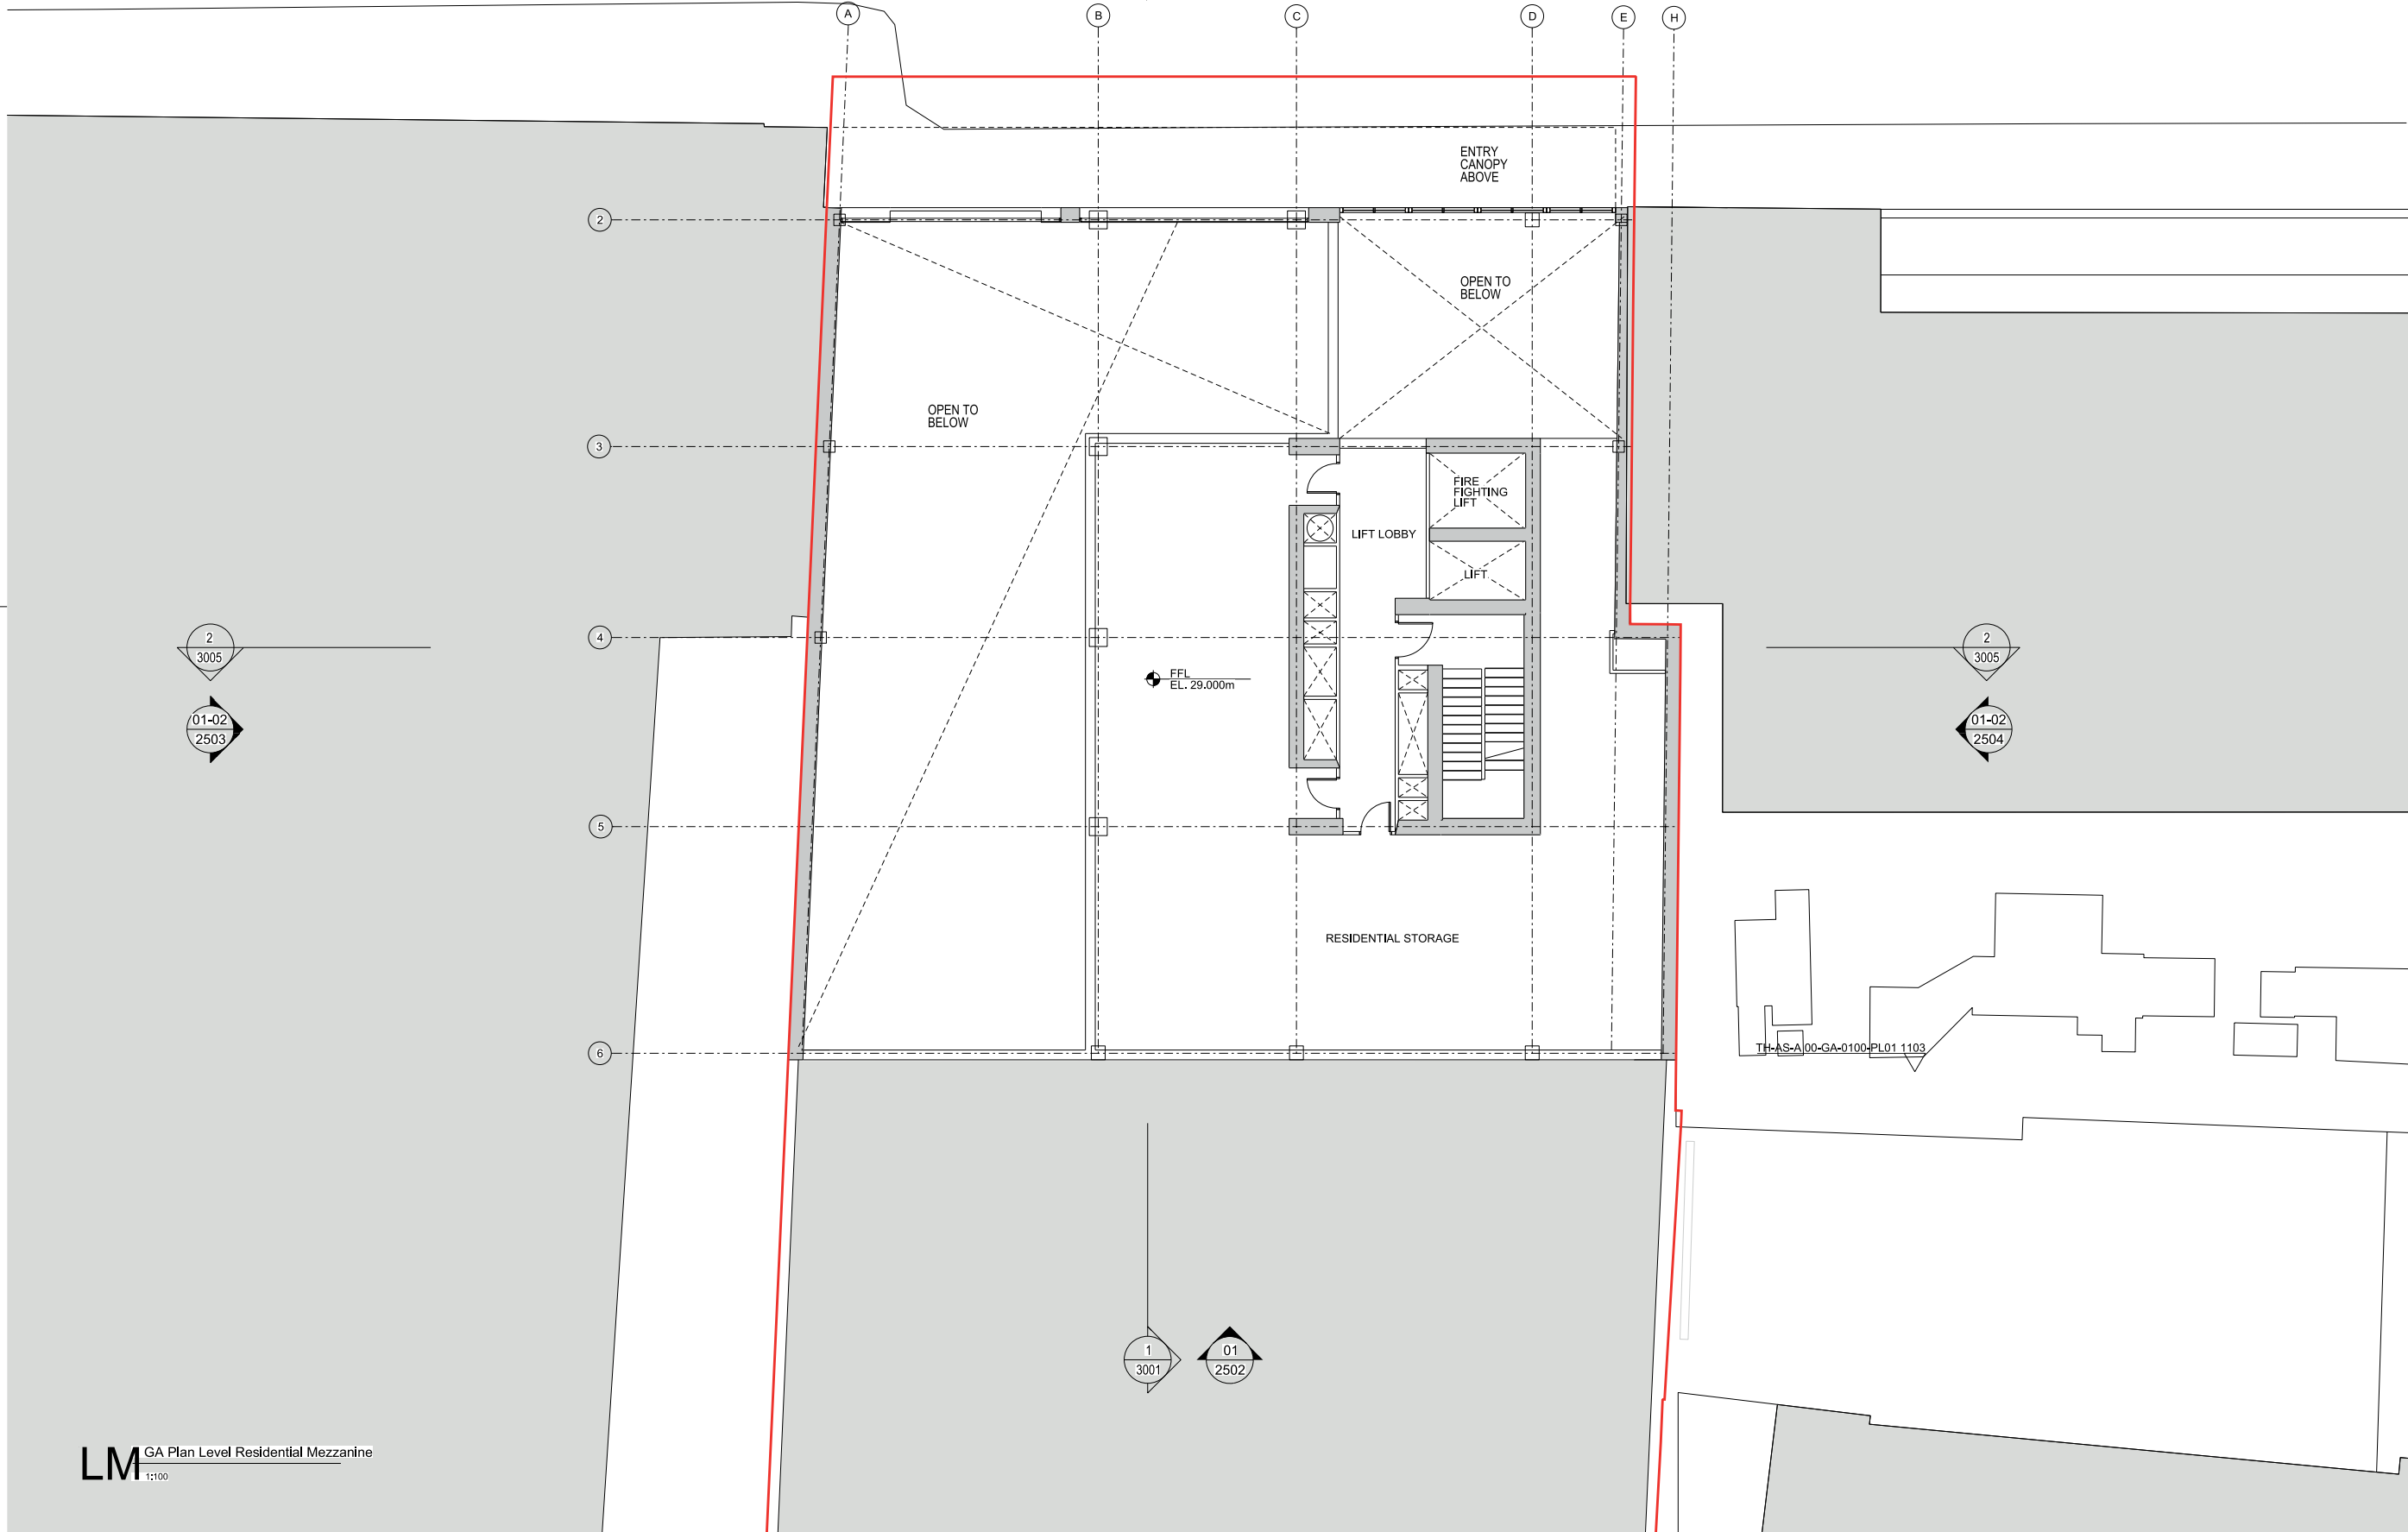 A
B
C
D
E
H
ENTRY
CANOPY
ABOVE
2
OPEN TO
BELOW
OPEN TO
BELOW
3
FIRE
FIGHTING
LIFT
LIFT LOBBY
LIFT
4
2
3005
2
3005
FFL
EL. 29.000m
01-02
2503
01-02
2504
5
RESIDENTIAL STORAGE
6
TH-AS-A 00-GA-0100-PL01 1103
1
3001
01
2502
LM
GA Plan Level Residential Mezzanine
1:100